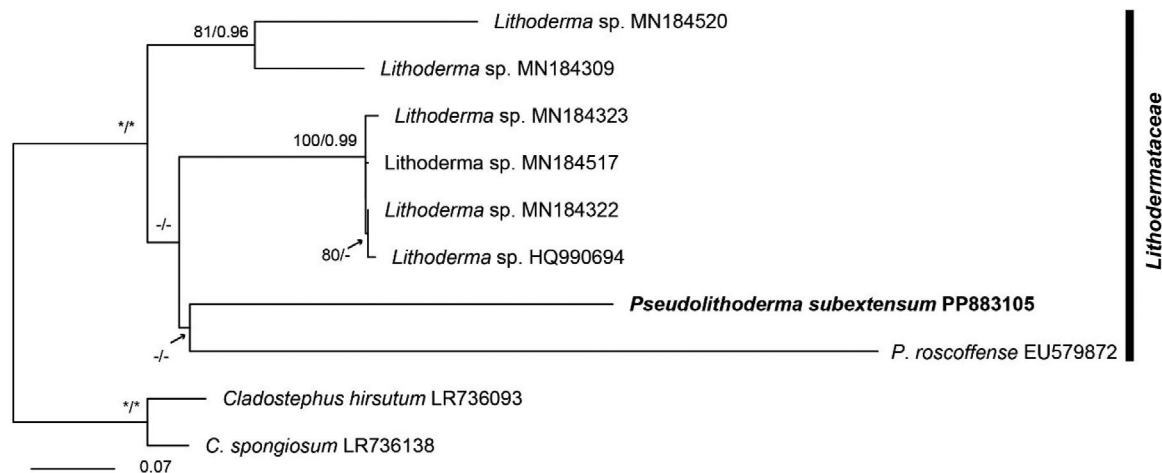 Lithoderma sp. MN184520
81/0.96
Lithoderma sp. MN184309
Lithoderma sp. MN184323
*/*
100/0.99
Lithoderma sp. MN184517
Lithoderma sp. MN184322
-/-
80/-
Lithoderma sp. HQ990694
Pseudolithoderma subextensum PP883105
-/-
P. roscoffense EU579872
Cladostephus hirsutum LR736093
*/*
C. spongiosum LR736138
0.07
Lithodermataceae